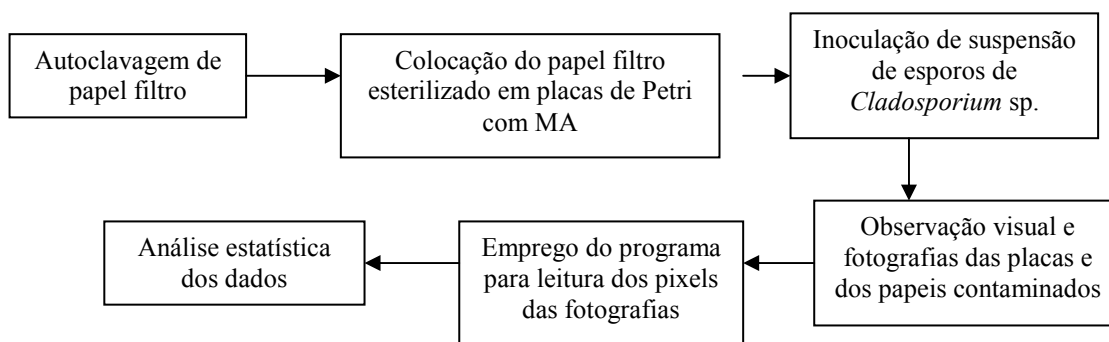 Autoclavagem de
papel filtro
Colocação do papel filtro
esterilizado em placas de Petri
com MA
Inoculação de suspensão
de esporos de
Cladosporium sp.
Observação visual e
fotografias das placas e
dos papeis contaminados
Emprego do programa
para leitura dos pixels
das fotografias
Análise estatística
dos dados